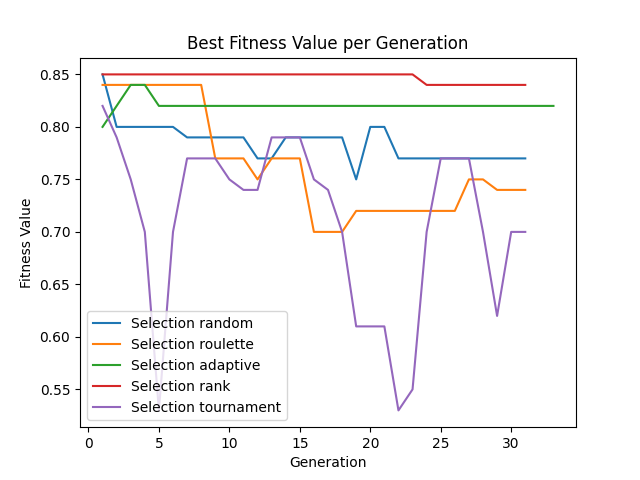 Best Fitness Value per Generation
Fitness Value
0.85
0.80
0.75
0.70
0.65
0.60
0.55
Selection random
Selection roulette
Selection adaptive
Selection rank
Selection tournament
0 5 10 15 20 25 30
Generation